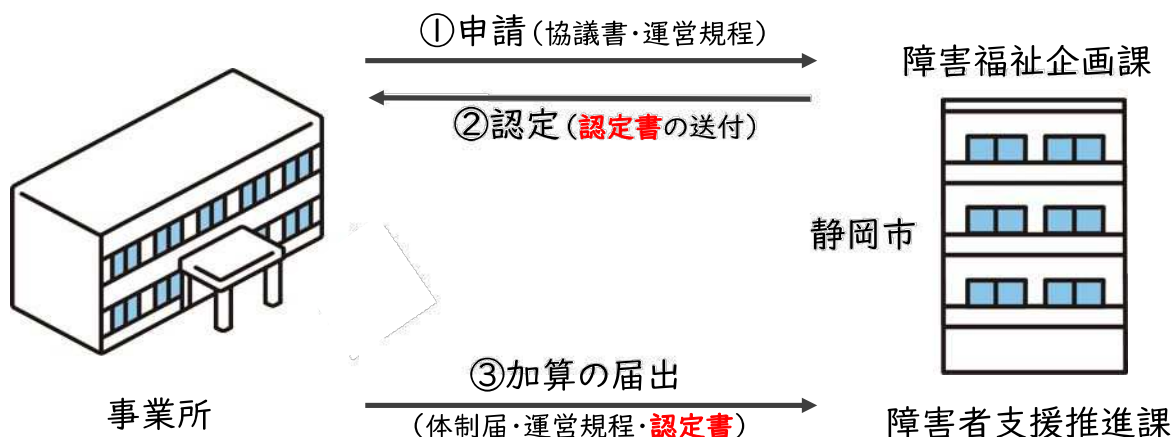 ①申請(協議書・運営規程)
障害福祉企画課
②認定(認定書の送付)
静岡市
③加算の届出
(体制届・運営規程・認定書)
事業所
障害者支援推進課